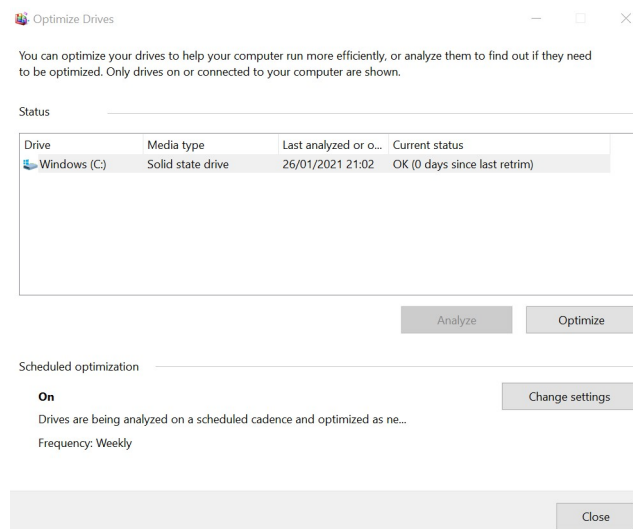 Optimize Drives
You can optimize your drives to help your computer run more efficiently, or analyze them to find out if they need
to be optimized. Only drives on or connected to your computer are shown.
Status
Drive Media type Last analyzed or o... Current status
Windows (C:) Solid state drive 26/01/2021 21:02 OK (0 days since last retrim)
Analyze Optimize
Scheduled optimization
On Change settings
Drives are being analyzed on a scheduled cadence and optimized as ne...
Frequency: Weekly
Close